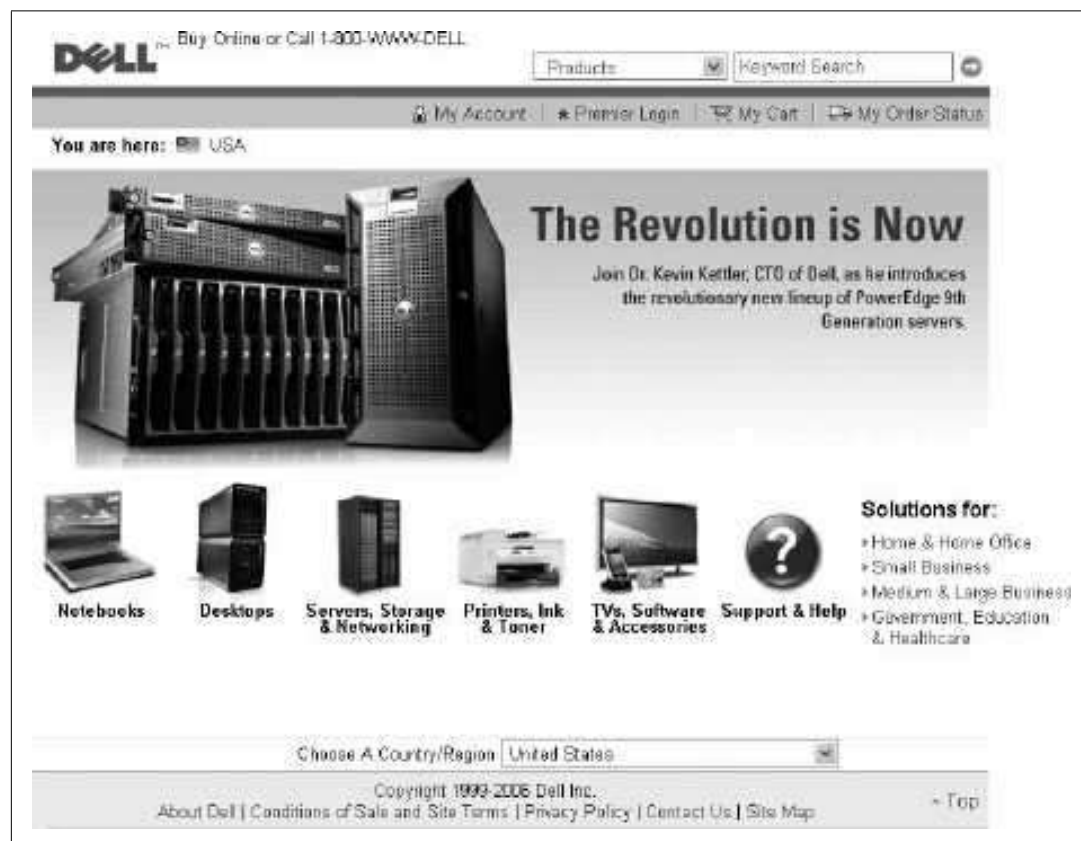 DELL™ Buy Online or Call 1-800-WWW-DELL
Products Keyword Search
My Account | Premier Login | My Cart | My Order Status
You are here: USA
The Revolution is Now
Join Dr. Kevin Kettler, CTO of Dell, as he introduces
the revolutionary new lineup of PowerEdge 9th
Generation servers.
Notebooks
Desktops
Servers, Storage
& Networking
Printers, Ink
& Toner
TVs, Software
& Accessories
Support & Help
Solutions for:
Home & Home Office
Small Business
Medium & Large Business
Government, Education
& Healthcare
Choose A Country/Region United States
Copyright 1999-2006 Dell Inc.
About Dell | Conditions of Sale and Site Terms | Privacy Policy | Contact Us | Site Map
^ Top